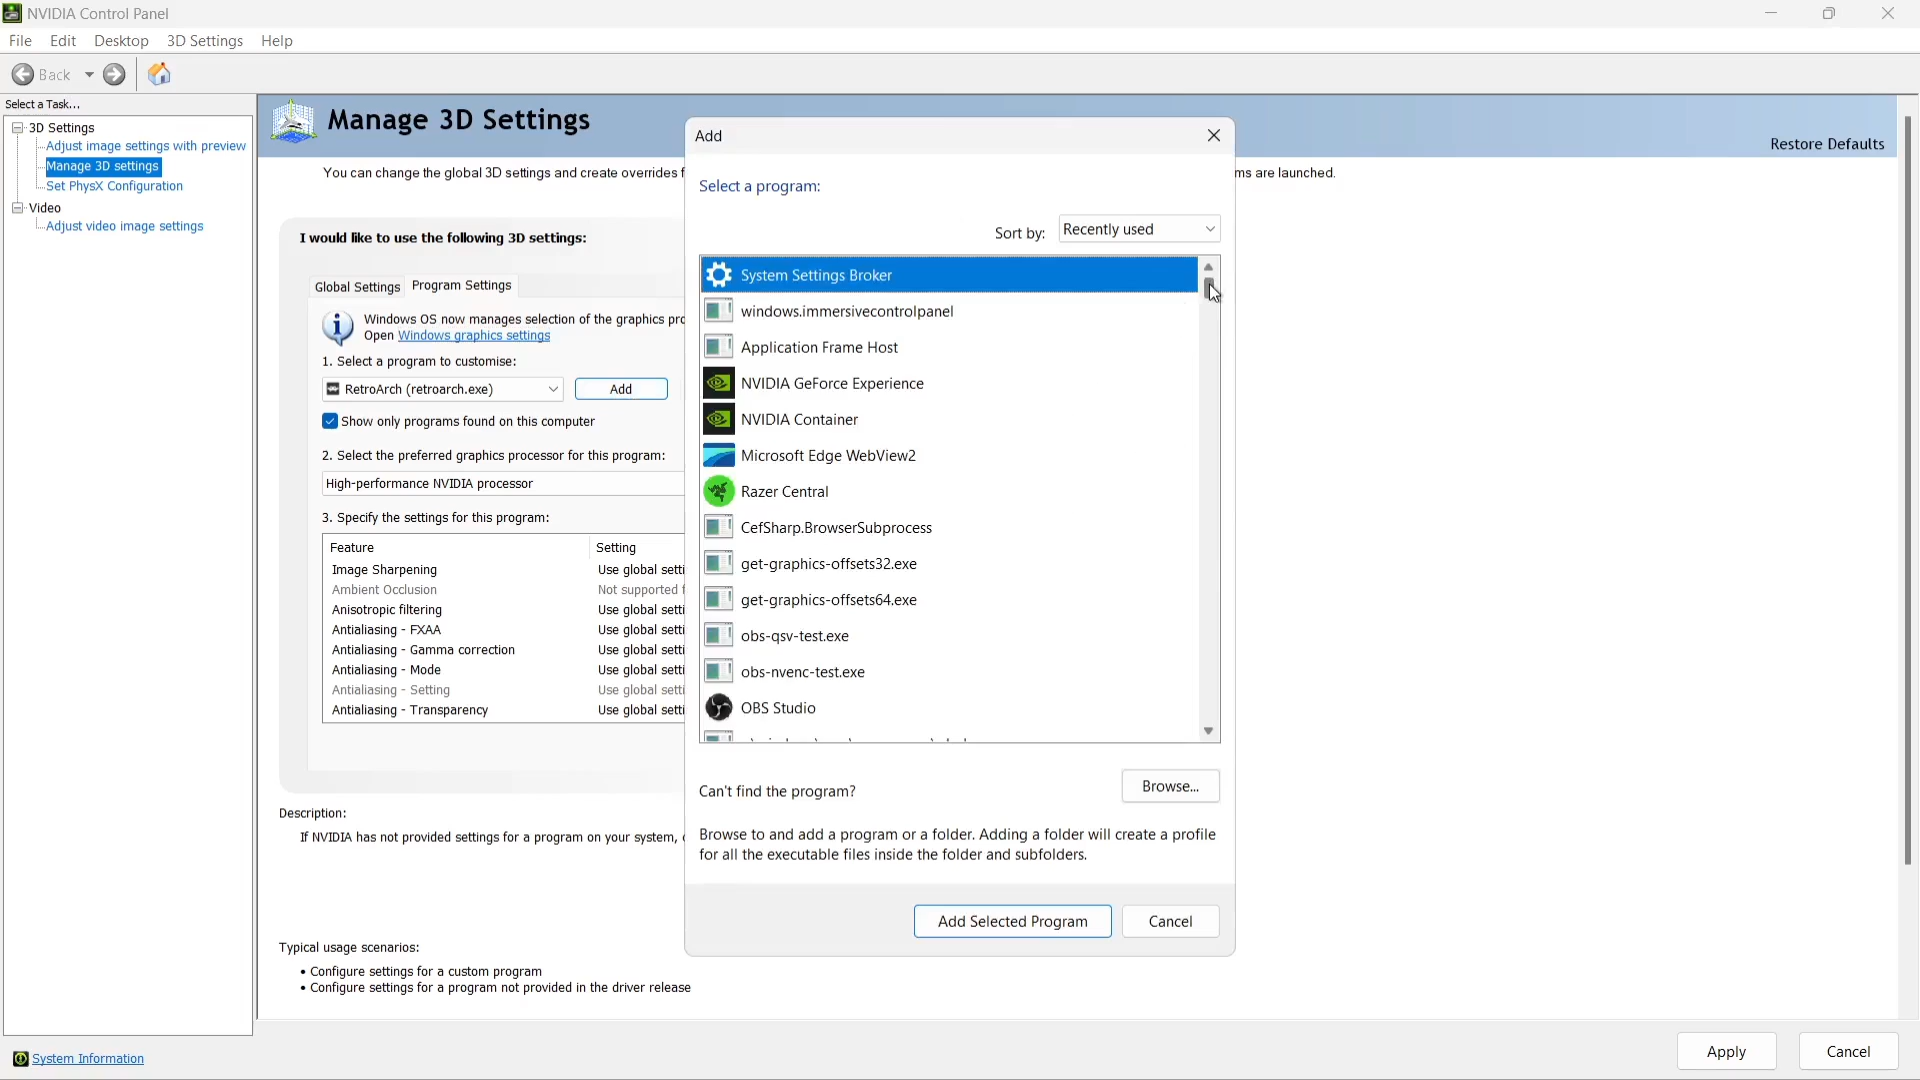 NVIDIA Control Panel
File Edit Desktop 3D Settings Help
Back
Select a Task...
3D Settings
Adjust image settings with preview
Manage 3D settings
Set PhysX Configuration
Video
Adjust video image settings
System Information
Manage 3D Settings
Restore Defaults
You can change the global 3D settings and create overrides
ms are launched.
I would like to use the following 3D settings:
Global Settings Program Settings
Windows OS now manages selection of the graphics
Open Windows graphics settings
1. Select a program to customise:
RetroArch (retroarch.exe) Add
Show only programs found on this computer
2. Select the preferred graphics processor for this program:
High-performance NVIDIA processor
3. Specify the settings for this program:
Feature Setting
Image Sharpening Use global setti
Ambient Occlusion Not supported
Anisotropic filtering Use global setti
Antialiasing - FXAA Use global setti
Antialiasing - Gamma correction Use global setti
Antialiasing - Mode Use global setti
Antialiasing - Setting Use global setti
Antialiasing - Transparency Use global setti
Description:
If NVIDIA has not provided settings for a program on your system,
Typical usage scenarios:
• Configure settings for a custom program
• Configure settings for a program not provided in the driver release
Add
Select a program:
Sort by: Recently used
System Settings Broker
windows.immersivecontrolpanel
Application Frame Host
NVIDIA GeForce Experience
NVIDIA Container
Microsoft Edge WebView2
Razer Central
CefSharp.BrowserSubprocess
get-graphics-offsets32.exe
get-graphics-offsets64.exe
obs-qsv-test.exe
obs-nvenc-test.exe
OBS Studio
Can't find the program? Browse...
Browse to and add a program or a folder. Adding a folder will create a profile
for all the executable files inside the folder and subfolders.
Add Selected Program Cancel
Apply Cancel